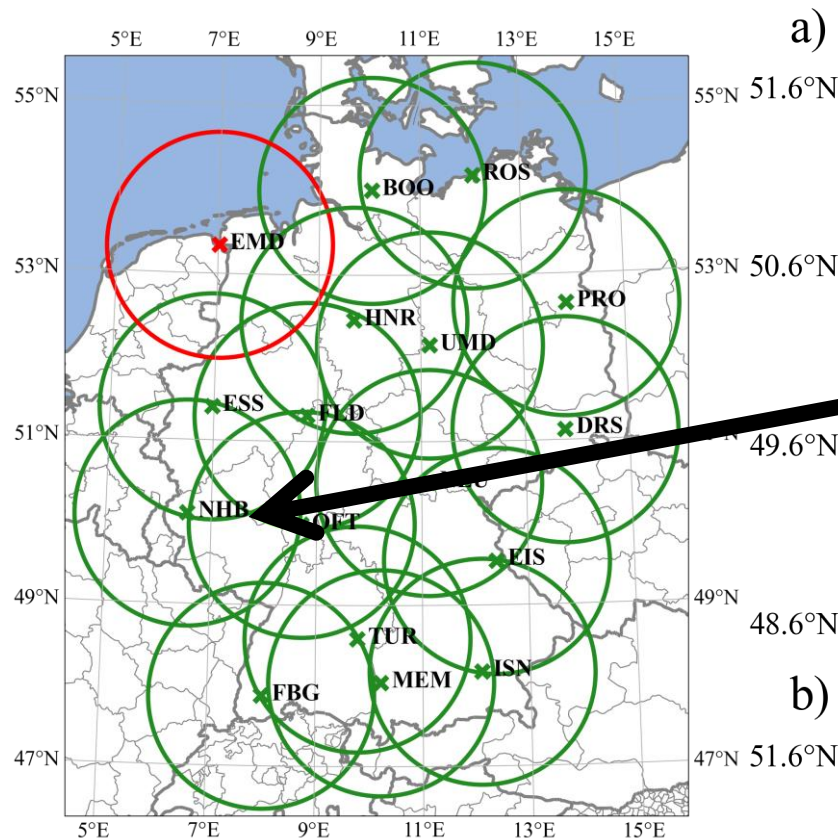 a)
5°E 7°E 9°E 11°E 13°E 15°E
55°N 55°N 51.6°N
BOO ROS
EMD
53°N 53°N 50.6°N
PRO
HNR
UMD
ESS FLD
DRS
51°N 49.6°N
NHB OFT
EIS
49°N 49°N 48.6°N
TUR
MEM ISN
FBG b)
47°N 47°N 51.6°N
5°E 7°E 9°E 11°E 13°E 15°E